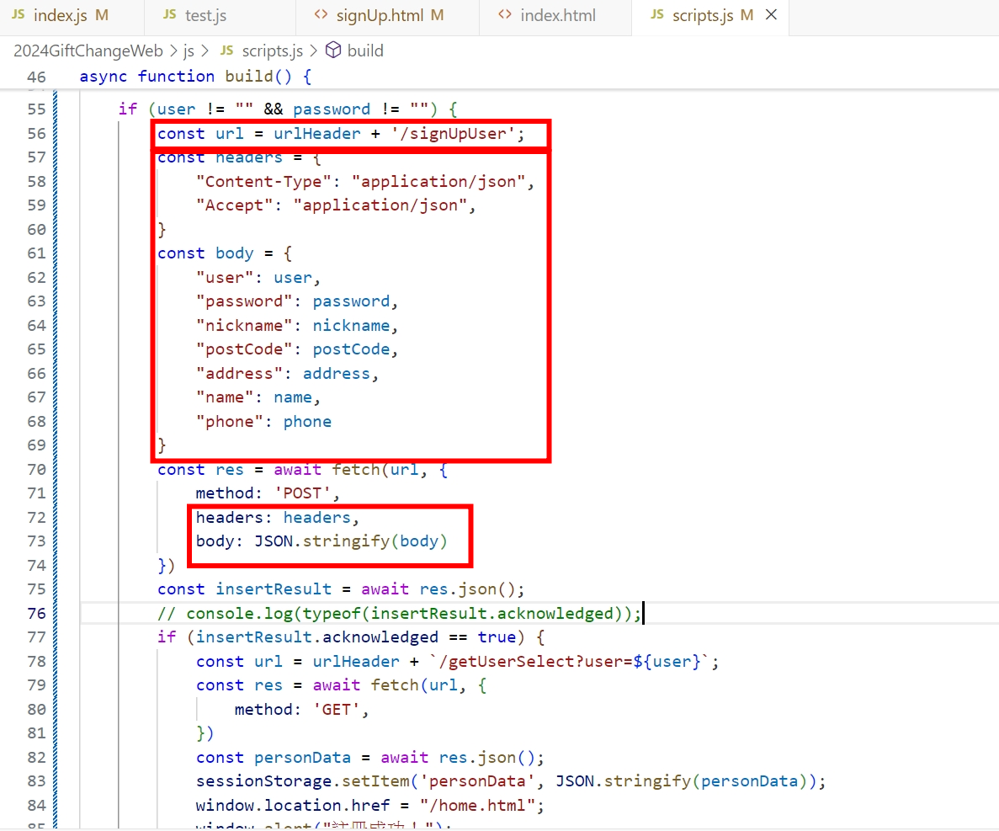 JS index.js M JS test.js <> signUp.html M <> index.html JS scripts.js M
2024GiftChangeWeb > js > JS scripts.js > build
46 async function build() {
55 if (user != "" && password != "") {
56 const url = urlHeader + '/signUpUser';
57 const headers = {
58 "Content-Type": "application/json",
59 "Accept": "application/json",
60 }
61 const body = {
62 "user": user,
63 "password": password,
64 "nickname": nickname,
65 "postCode": postCode,
66 "address": address,
67 "name": name,
68 "phone": phone
69 }
70 const res = await fetch(url, {
71 method: 'POST',
72 headers: headers,
73 body: JSON.stringify(body)
74 })
75 const insertResult = await res.json();
76 // console.log(typeof(insertResult.acknowledged));
77 if (insertResult.acknowledged == true) {
78 const url = urlHeader + `/getUserSelect?user=${user}`;
79 const res = await fetch(url, {
80 method: 'GET',
81 })
82 const personData = await res.json();
83 sessionStorage.setItem('personData', JSON.stringify(personData));
84 window.location.href = "/home.html";
85 window.alert("註冊成功！");